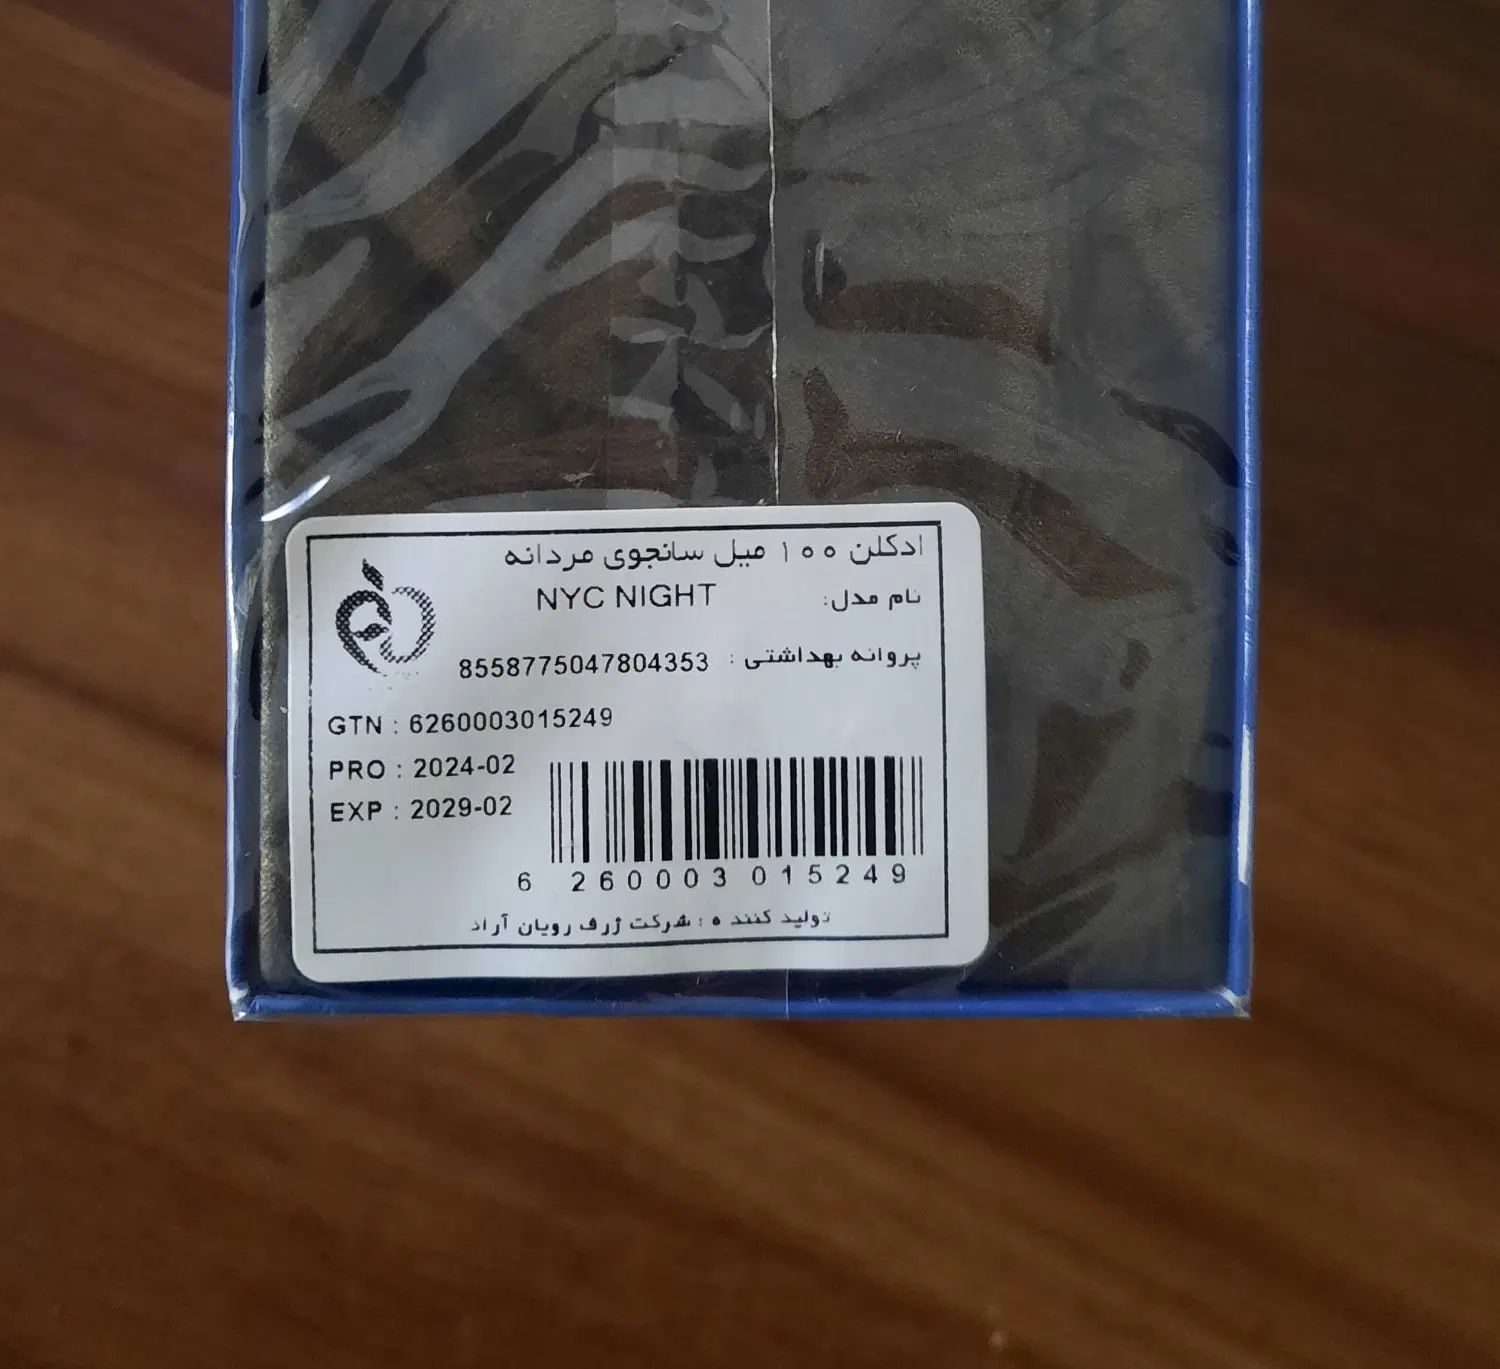 ادکلن ۱۰۰ میل سانجوی مردانه
نام مدل: NYC NIGHT
پروانه بهداشتی : 8558775047804353
GTN : 6260003015249
PRO : 2024-02
EXP : 2029-02
6 260003 015249
تولید کننده : شرکت ژرف رویان آراد